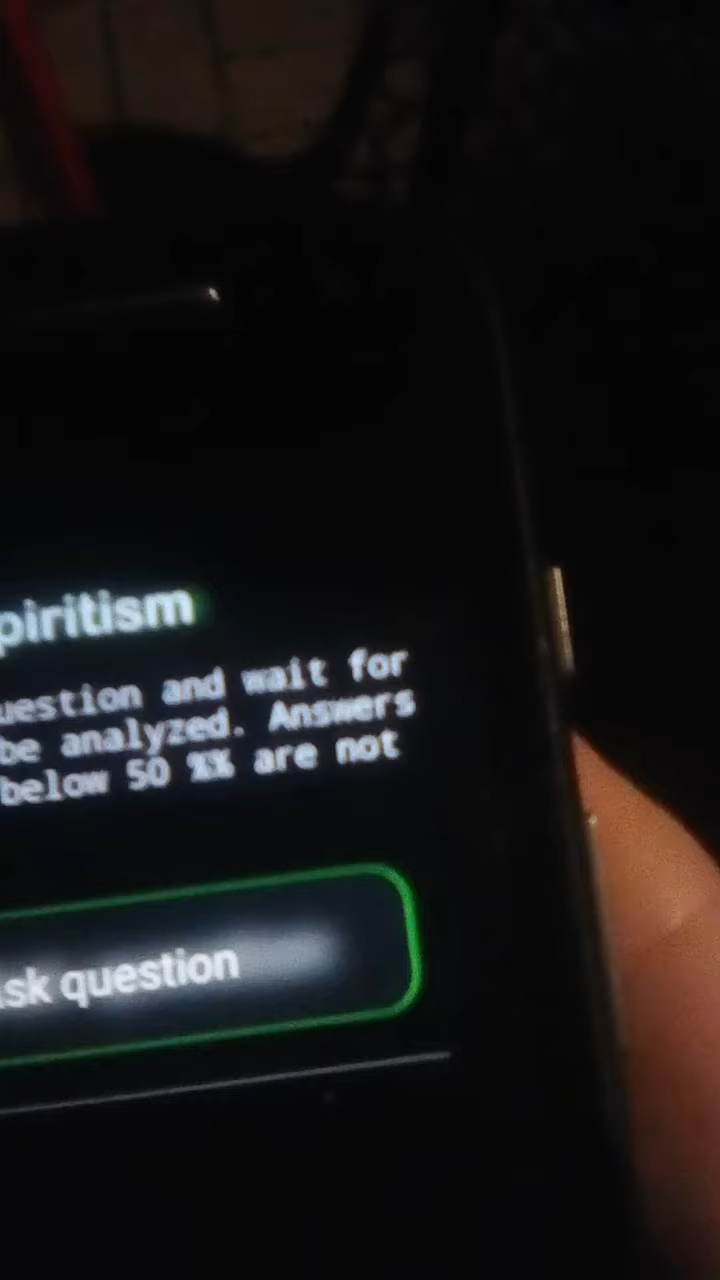 piritism
uestion and wait for
be analyzed. Answers
below 50 %% are not
sk question